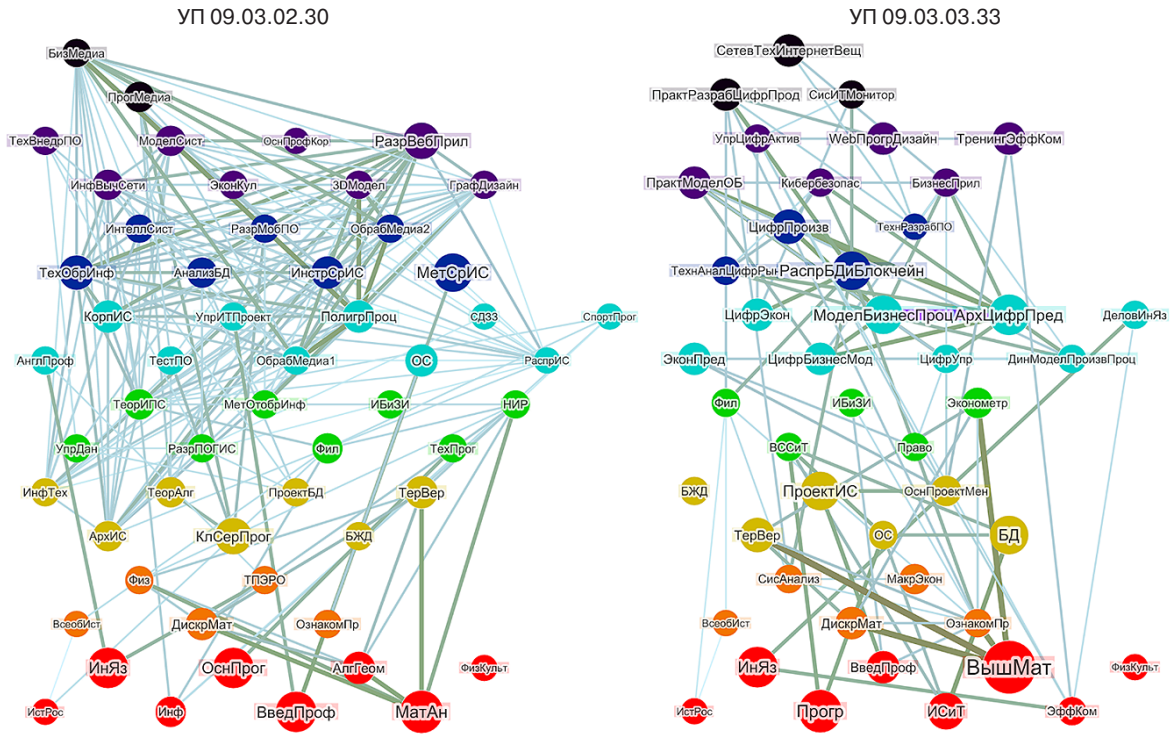 УП 09.03.02.30
БизМедиа
ПрогМедиа
ТехВнедрПО
МоделСист
ОснПрофКор
РазрВебПрил
ИнфВычСети
ЭконКул
3DМодел
ГрафДизайн
ИнтеллСист
РазрМобПО
ОбрабМедиа2
ТехОбрИнф
АнализБД
ИнстрСрИС
МетСрИС
КорпИС
УпрИТПроект
ПолигрПроц
СДЗЗ
СпортПрог
АнглПроф
ТестПО
ОбрабМедиа1
ОС
РаспрИС
ТеорИПС
МетОтобрИнф
ИБиЗИ
НИР
УпрДан
РазрПОГИС
Фил
ТехПрог
ИнфТех
ТеорАлг
ПроектБД
ТерВер
АрхИС
КлСерПрог
БЖД
Физ
ТПЭРО
ВсеобИст
ДискрМат
ОзнакомПр
ИнЯз
ОснПрог
АлгГеом
ФизКульт
ИстРос
Инф
ВведПроф
МатАн
УП 09.03.03.33
СетевТехИнтернетВещ
ПрактРазрабЦифрПрод
СисИТМонитор
УпрЦифрАктив
WebПрогрДизайн
ТренингЭффКом
ПрактМоделОБ
Кибербезопас
БизнесПрил
ЦифрПроизв
ТехнРазрабПО
ТехнАналЦифрРын
РаспрБДиБлокчейн
ЦифрЭкон
МоделБизнесПроц
АрхЦифрПред
ДеловИнЯз
ЭконПред
ЦифрБизнесМод
ЦифрУпр
ДинМоделПроизвПроц
Фил
ИБиЗИ
Эконометр
ВССиТ
Право
БЖД
ПроектИС
ОснПроектМен
ТерВер
ОС
БД
СисАнализ
МакрЭкон
ВсеобИст
ДискрМат
ОзнакомПр
ИнЯз
ВведПроф
ВышМат
ФизКульт
ИстРос
Прогр
ИСиТ
ЭффКом